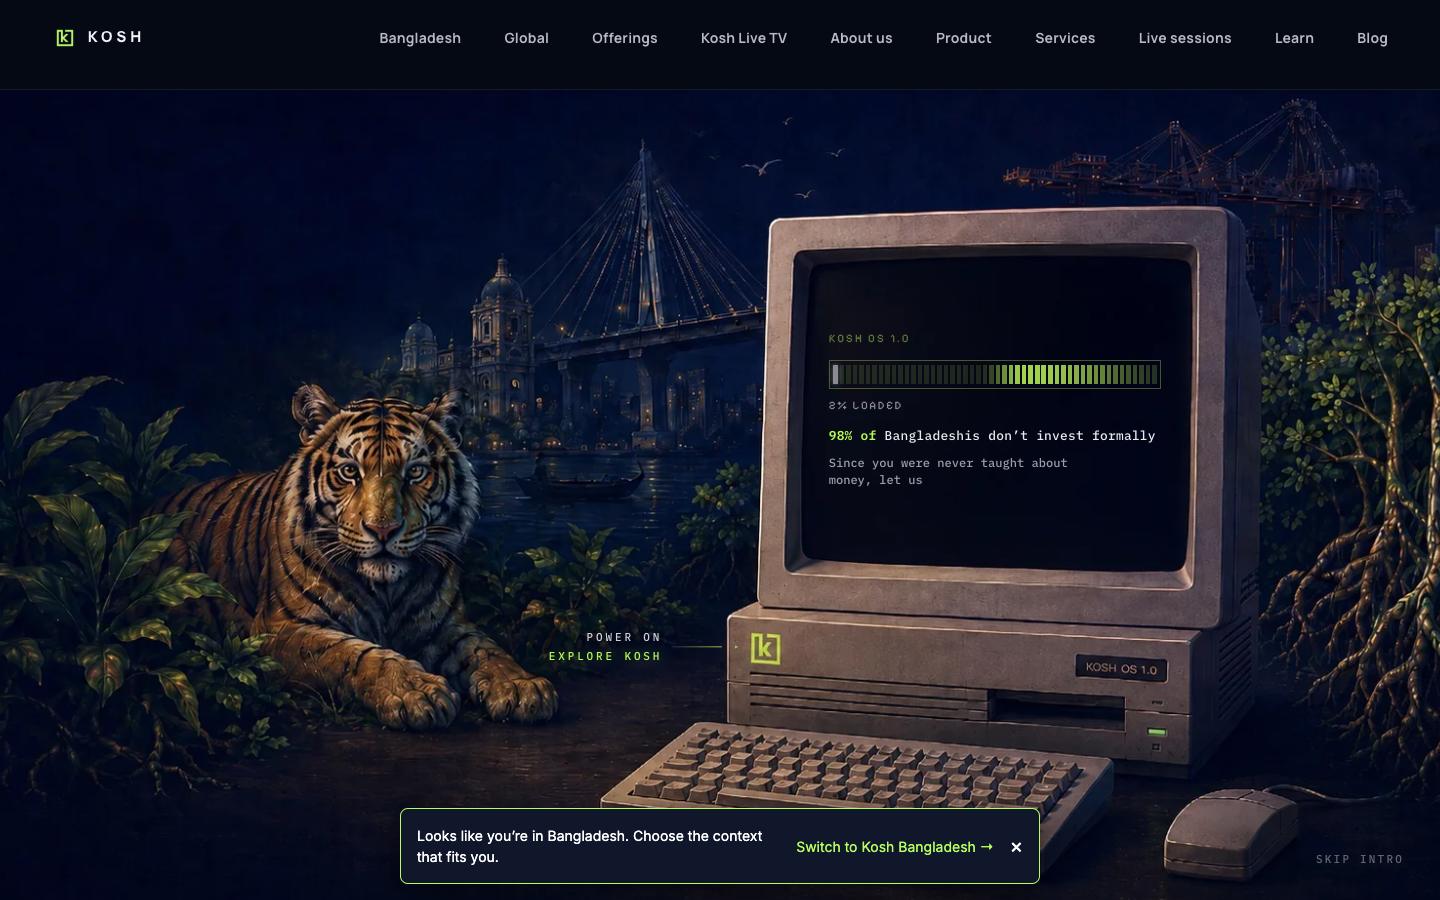 KOSH
Bangladesh
Global
Offerings
Kosh Live TV
About us
Product
Services
Live sessions
Learn
Blog
KOSH OS 1.0
2% LOADED
98% of Bangladeshis don’t invest formally
Since you were never taught about
money, let us
POWER ON
EXPLORE KOSH
k
KOSH OS 1.0
Looks like you’re in Bangladesh. Choose the context
that fits you.
Switch to Kosh Bangladesh →
SKIP INTRO